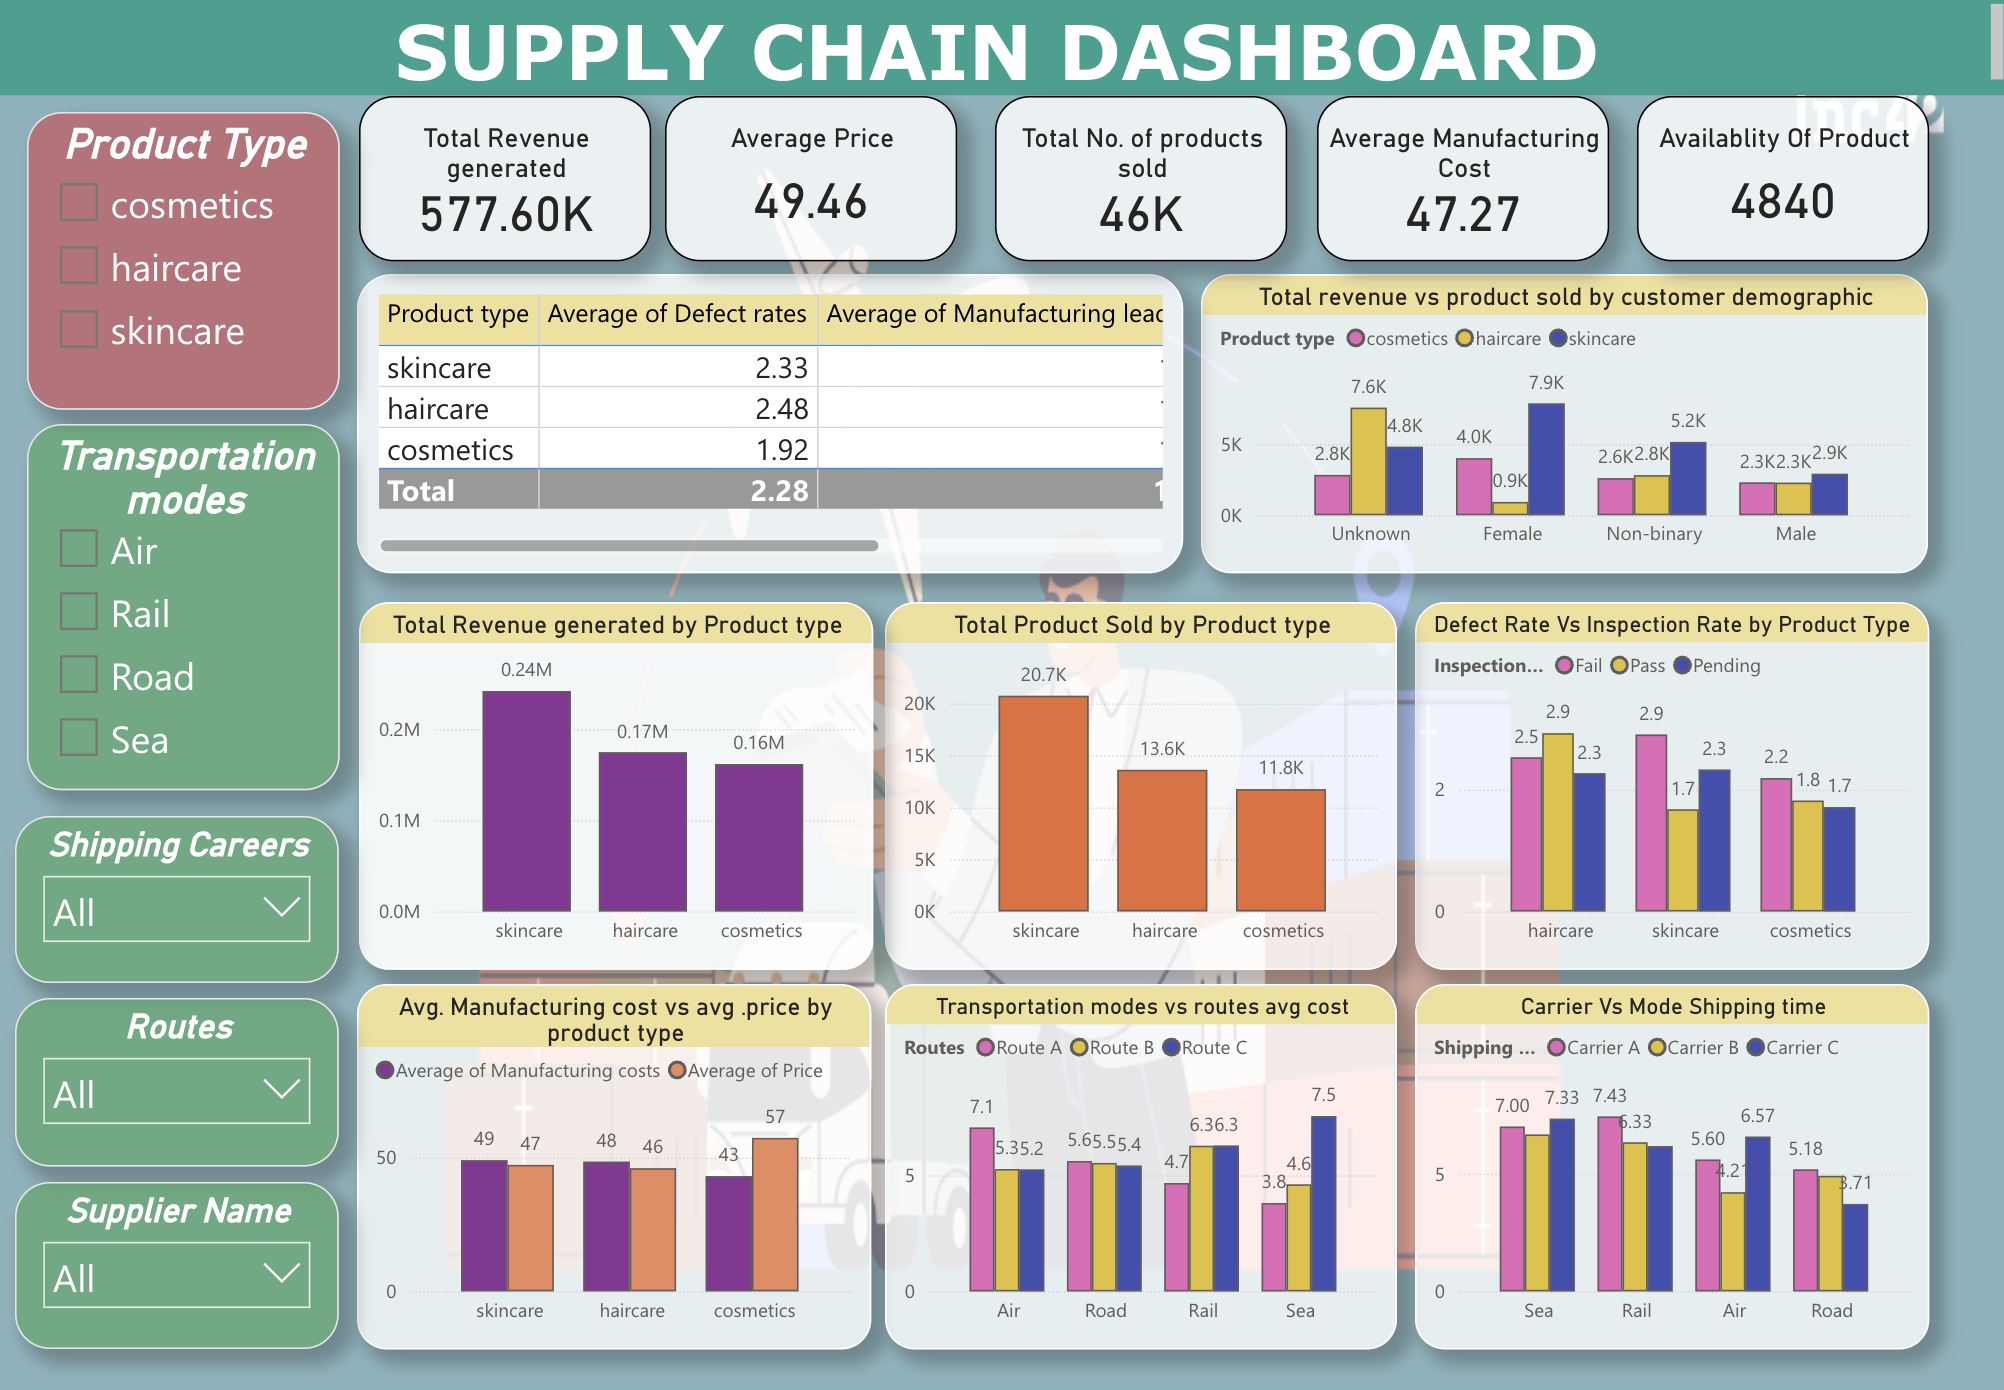 SUPPLY CHAIN DASHBOARD
Product Type
cosmetics
haircare
skincare
Transportation
modes
Air
Rail
Road
Sea
Shipping Careers
All
Routes
All
Supplier Name
All
Total Revenue
generated
577.60K
Average Price
49.46
Total No. of products
sold
46K
Average Manufacturing
Cost
47.27
Inc42
Availablity Of Product
4840
Product type Average of Defect rates Average of Manufacturing lead
skincare 2.33
haircare 2.48
cosmetics 1.92
Total 2.28 1
Total revenue vs product sold by customer demographic
Product type cosmetics haircare skincare
5K
0K
2.8K 7.6K 4.8K
4.0K 0.9K 7.9K
2.6K 2.8K 5.2K
2.3K 2.3K 2.9K
Unknown Female Non-binary Male
Total Revenue generated by Product type
0.2M
0.1M
0.0M
0.24M 0.17M 0.16M
skincare haircare cosmetics
Total Product Sold by Product type
20K
15K
10K
5K
0K
20.7K 13.6K 11.8K
skincare haircare cosmetics
Defect Rate Vs Inspection Rate by Product Type
Inspection... Fail Pass Pending
2
0
2.5 2.9 2.3
2.9 1.7 2.3
2.2 1.8 1.7
haircare skincare cosmetics
Avg. Manufacturing cost vs avg .price by
product type
Average of Manufacturing costs Average of Price
50
0
49 47 48 46 43 57
skincare haircare cosmetics
Transportation modes vs routes avg cost
Routes Route A Route B Route C
5
0
7.1 5.3 5.2
5.6 5.5 5.4
4.7 6.3 6.3
3.8 4.6 7.5
Air Road Rail Sea
Carrier Vs Mode Shipping time
Shipping ... Carrier A Carrier B Carrier C
5
0
7.00 7.33
7.43 6.33
5.60 4.21 6.57
5.18 3.71
Sea Rail Air Road